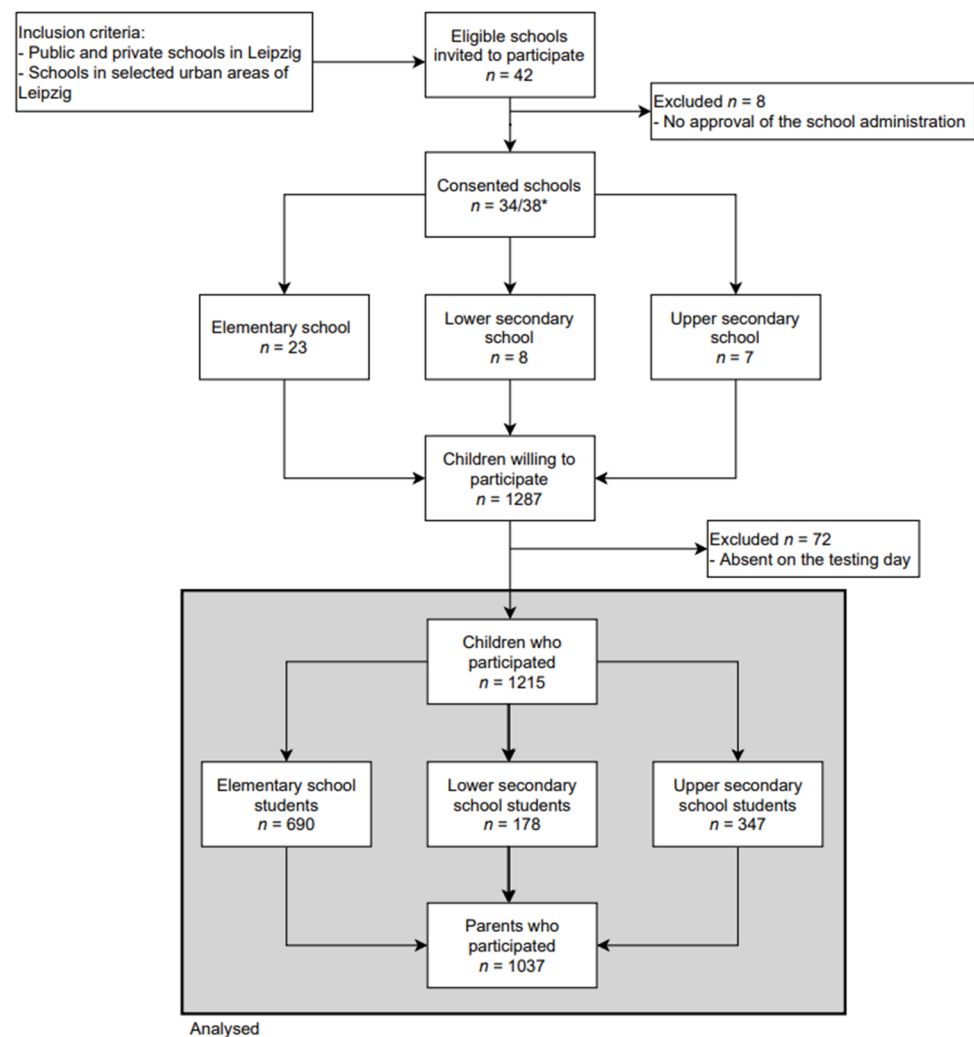 Inclusion criteria:
- Public and private schools in Leipzig
- Schools in selected urban areas of
Leipzig
Eligible schools
invited to participate
n = 42
Excluded n = 8
- No approval of the school administration
Consented schools
n = 34/38*
Elementary school
n = 23
Lower secondary
school
n = 8
Upper secondary
school
n = 7
Children willing to
participate
n = 1287
Excluded n = 72
- Absent on the testing day
Children who
participated
n = 1215
Elementary school
students
n = 690
Lower secondary
school students
n = 178
Upper secondary
school students
n = 347
Parents who
participated
n = 1037
Analysed